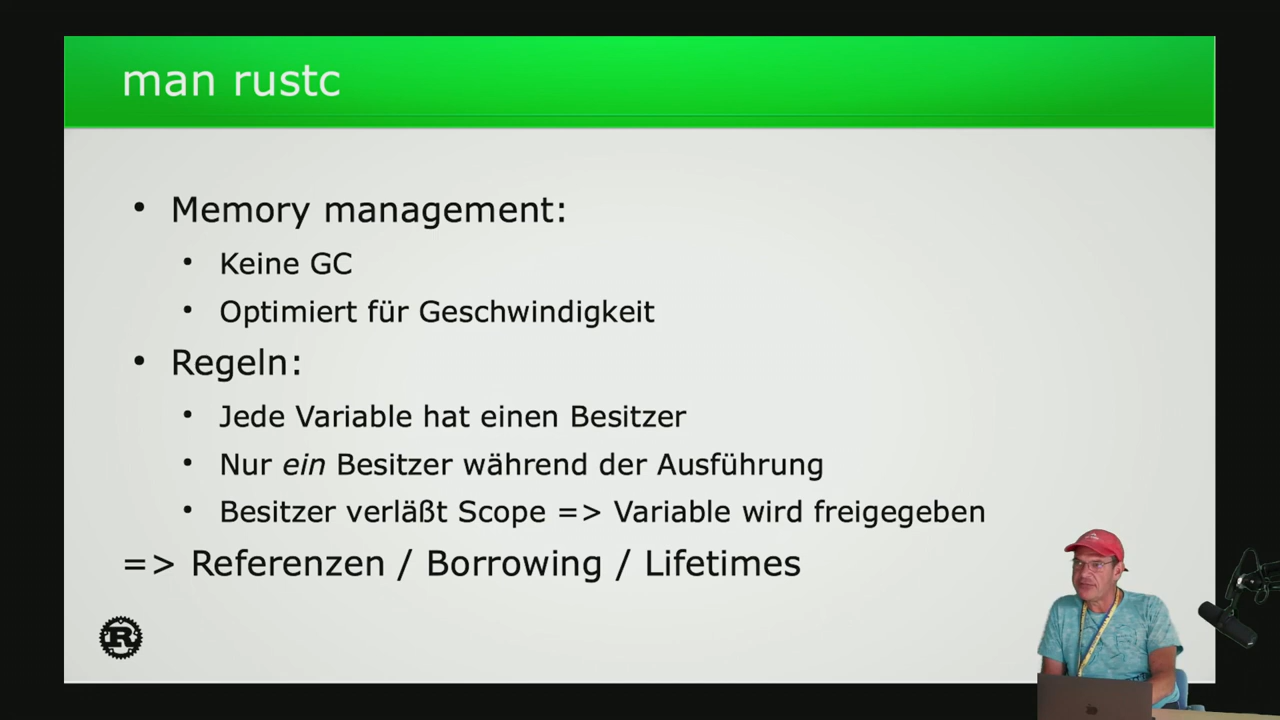 man rustc
• Memory management:
• Keine GC
• Optimiert für Geschwindigkeit
• Regeln:
• Jede Variable hat einen Besitzer
• Nur ein Besitzer während der Ausführung
• Besitzer verläßt Scope => Variable wird freigegeben
=> Referenzen / Borrowing / Lifetimes
R